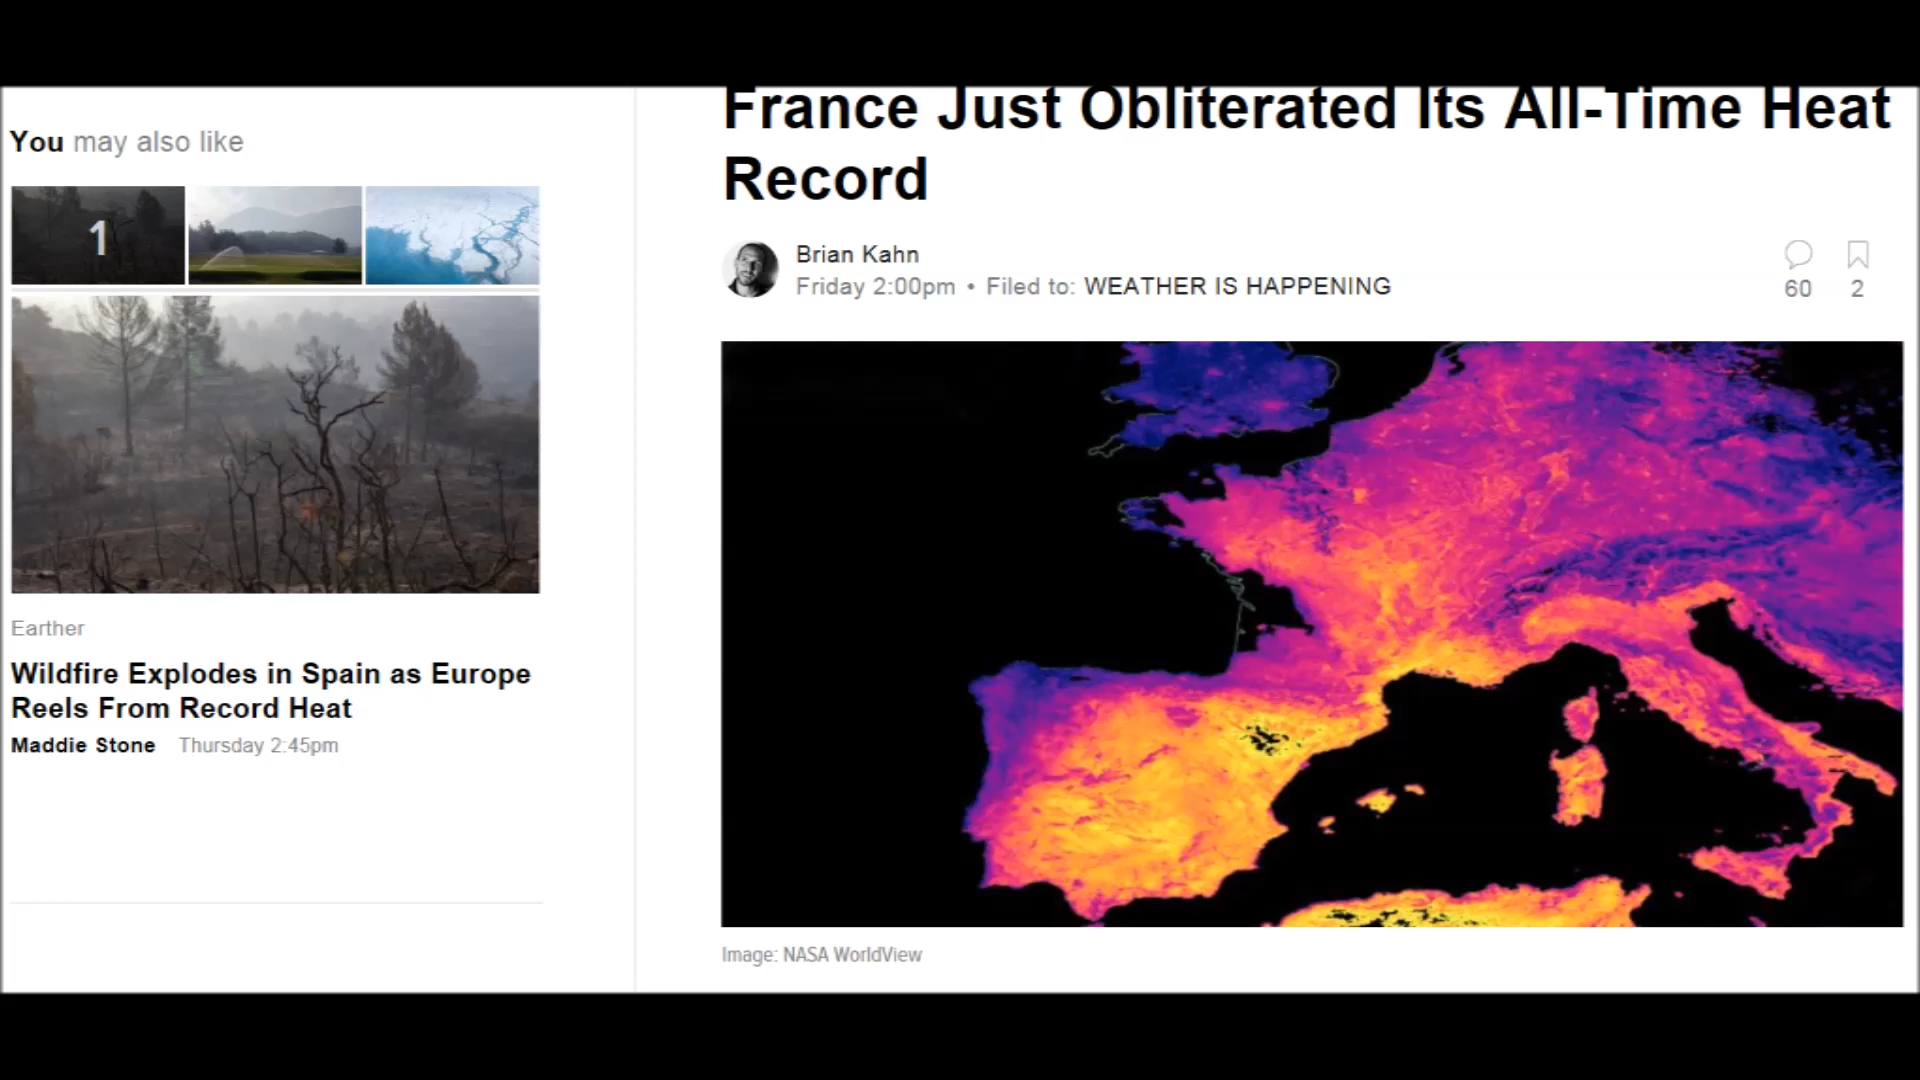 You may also like
1
Earther
Wildfire Explodes in Spain as Europe
Reels From Record Heat
Maddie Stone Thursday 2:45pm
France Just Obliterated Its All-Time Heat
Record
Brian Kahn
Friday 2:00pm • Filed to: WEATHER IS HAPPENING
60 2
Image: NASA WorldView